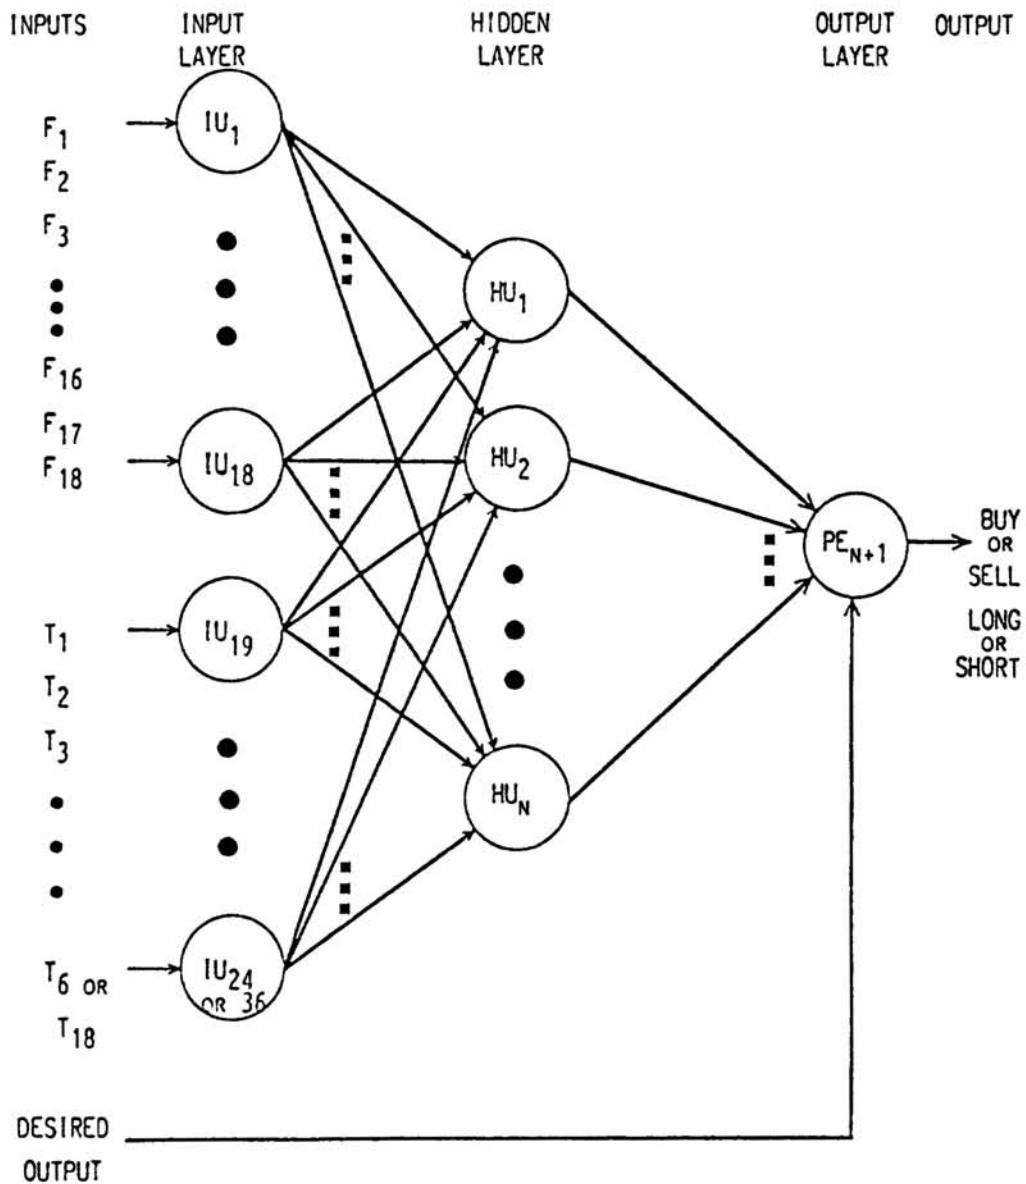 INPUTS
INPUT
LAYER
HIDDEN
LAYER
OUTPUT
LAYER
OUTPUT
F1
F2
F3
F16
F17
F18
T1
T2
T3
T6 OR
T18
IU1
IU18
IU19
IU24
OR 36
HU1
HU2
HUN
PEN+1
BUY
OR
SELL
LONG
OR
SHORT
DESIRED
OUTPUT